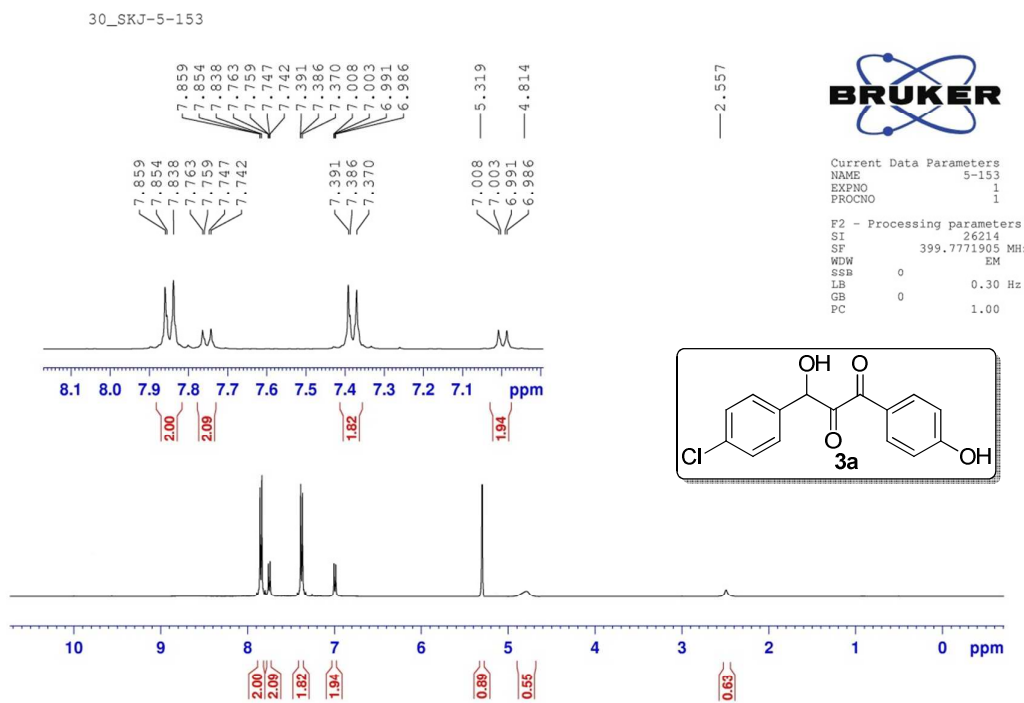 30_SKJ-5-153
7.859
7.854
7.838
7.763
7.759
7.747
7.742
7.391
7.386
7.370
7.008
7.003
6.991
6.986
5.319
4.814
2.557
BRUKER
7.859
7.854
7.838
7.763
7.759
7.747
7.742
7.391
7.386
7.370
7.008
7.003
6.991
6.986
Current Data Parameters
NAME 5-153
EXPNO 1
PROCNO 1
F2 - Processing parameters
SI 26214
SF 399.7771905 MHz
WDW EM
SSB 0
LB 0.30 Hz
GB 0
PC 1.00
8.1 8.0 7.9 7.8 7.7 7.6 7.5 7.4 7.3 7.2 7.1 ppm
2.00 2.09 1.82 1.94
OH O
O
Cl OH
3a
10 9 8 7 6 5 4 3 2 1 0 ppm
2.00 2.09 1.82 1.94 0.89 0.55 0.63